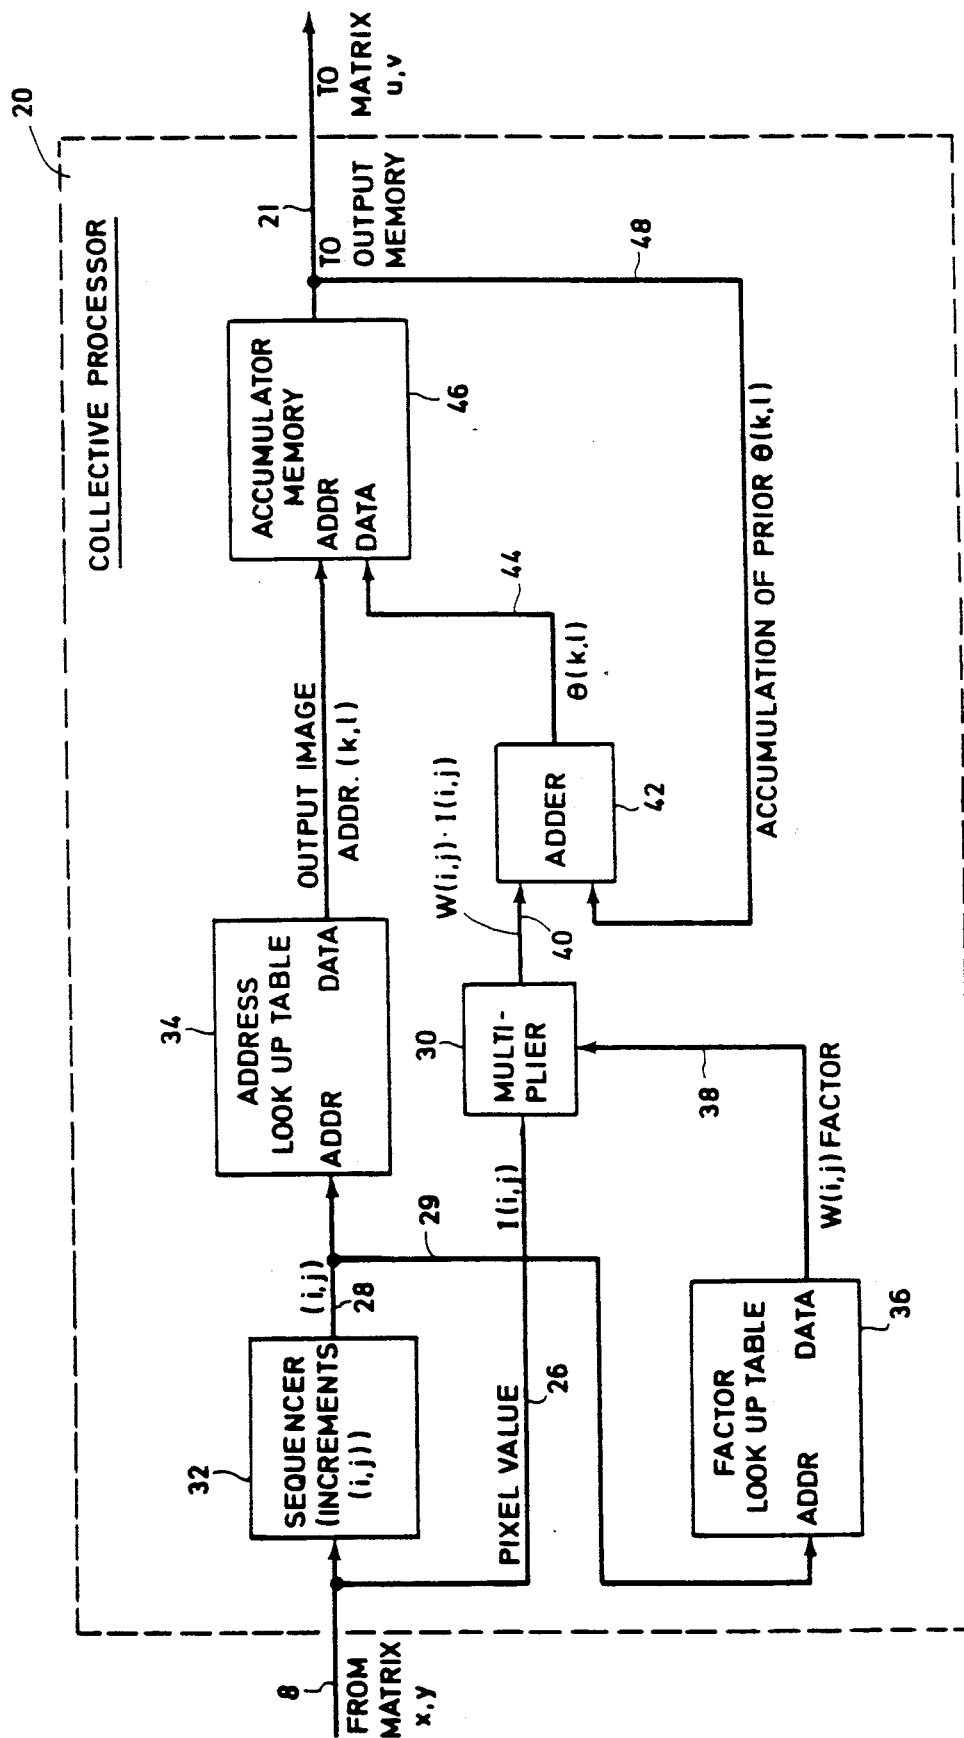 20
COLLECTIVE PROCESSOR
8
FROM
MATRIX
x,y
32
SEQUENCER
(INCREMENTS
(i,j))
(i,j)
28
29
34
ADDRESS
LOOK UP TABLE
ADDR
DATA
OUTPUT IMAGE
ADDR. (k,l)
ACCUMULATOR
MEMORY
ADDR
DATA
46
21
TO
OUTPUT
MEMORY
TO
MATRIX
u,v
PIXEL VALUE
26
I(i,j)
30
MULTI-
PLIER
W(i,j)·I(i,j)
40
ADDER
42
θ(k,l)
44
48
ACCUMULATION OF PRIOR θ(k,l)
FACTOR
LOOK UP TABLE
ADDR
DATA
36
W(i,j) FACTOR
38